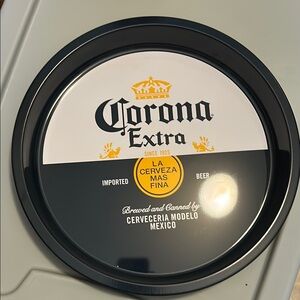 Corona
Extra
SINCE 1925
LA
CERVEZA
MAS
FINA
IMPORTED BEER
Brewed and Canned by
CERVECERIA MODELO
MEXICO